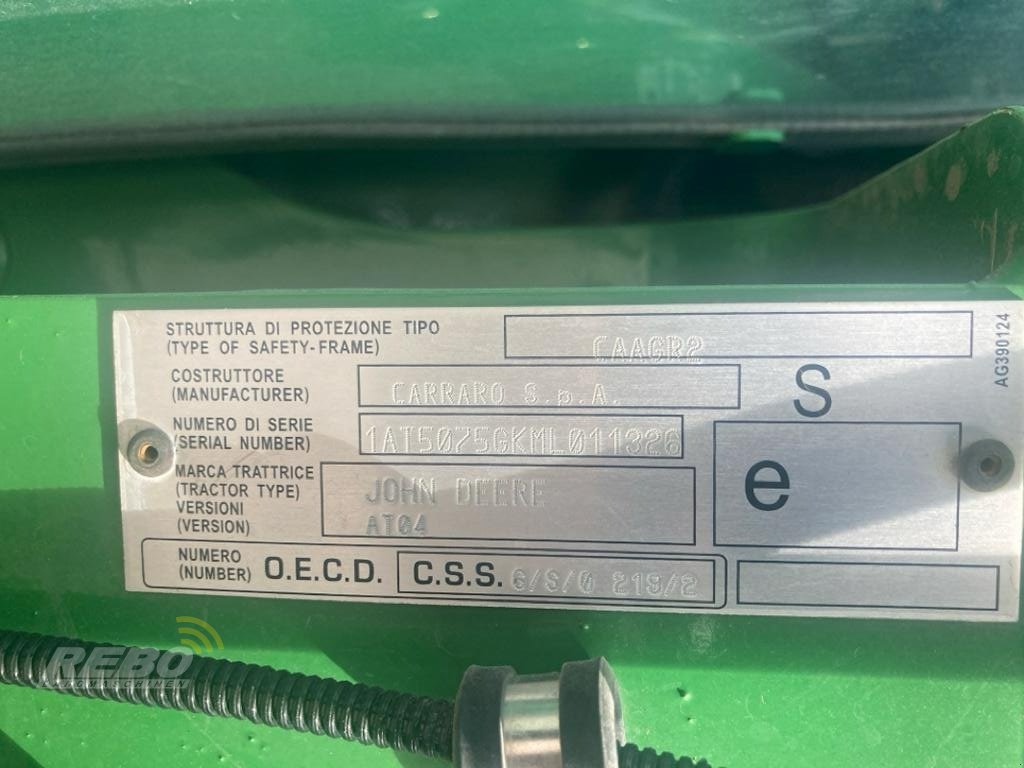 STRUTTURA DI PROTEZIONE TIPO
(TYPE OF SAFETY-FRAME) CAAGR2
COSTRUTTORE
(MANUFACTURER) CARRARO S.p.A.
NUMERO DI SERIE
(SERIAL NUMBER) 1AT5075GKML011326
MARCA TRATTRICE
(TRACTOR TYPE) JOHN DEERE
VERSIONI
(VERSION) AT04
NUMERO
(NUMBER) O.E.C.D. C.S.S. 6/S/0 219/2
S
e
AG390124
REBO
LANDMASCHINEN